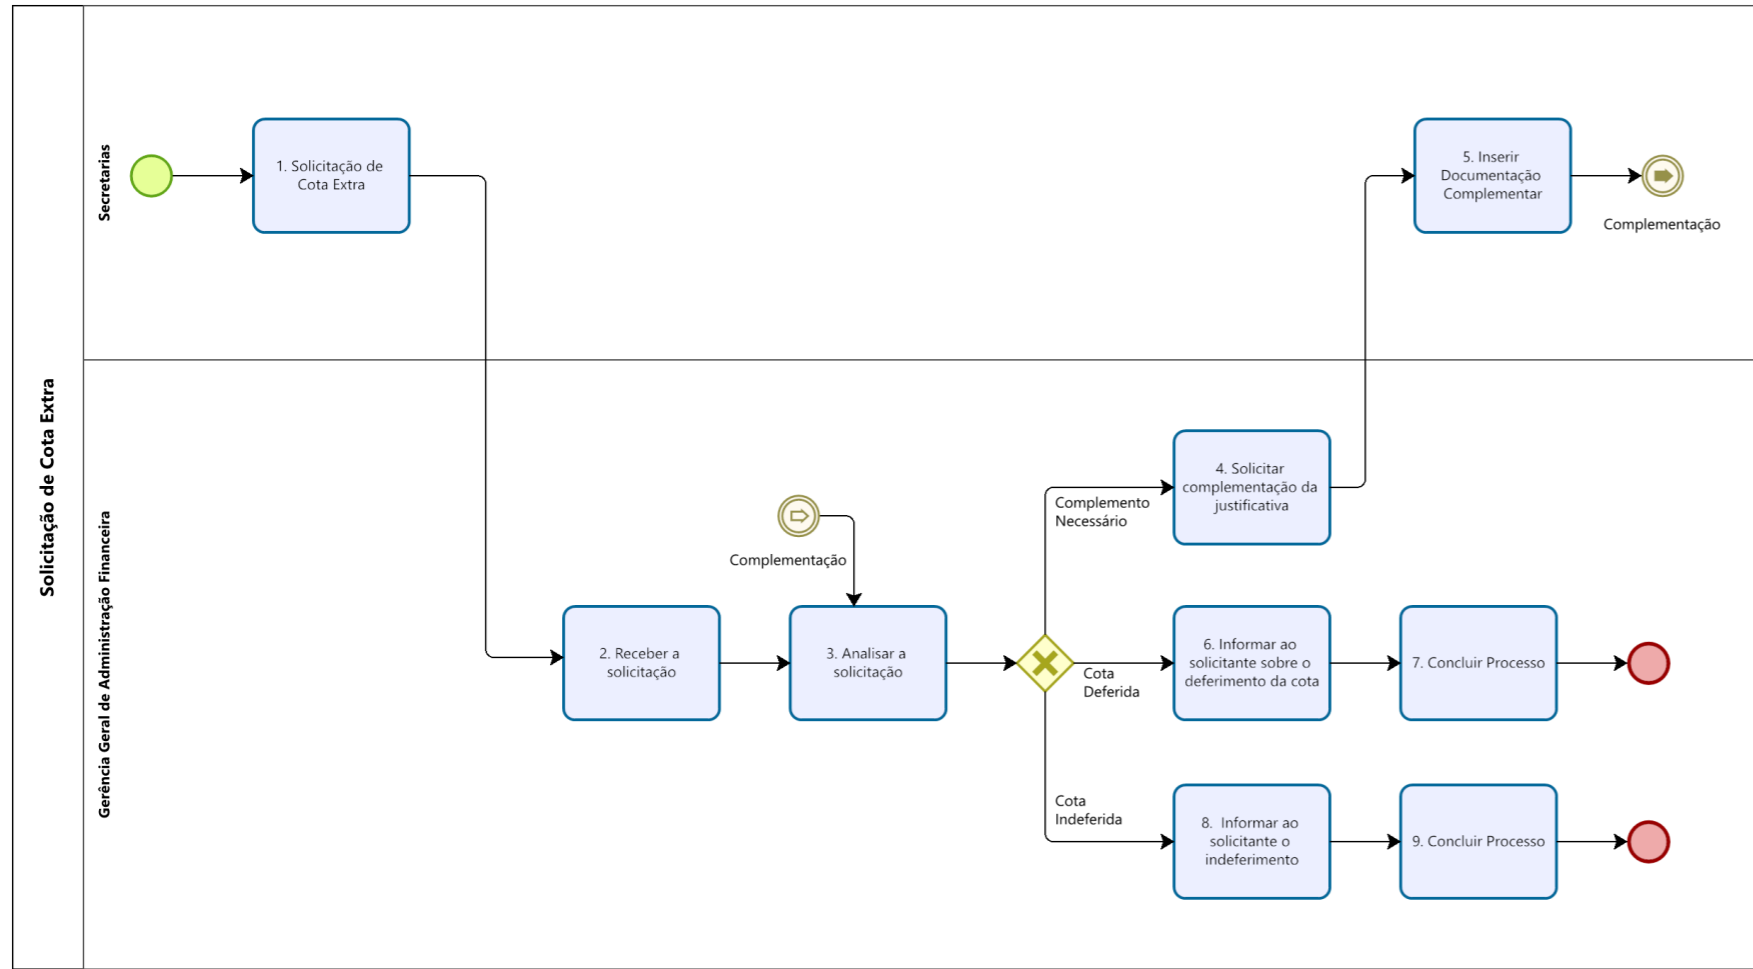 Solicitação de Cota Extra
Secretarias
1. Solicitação de
Cota Extra
5. Inserir
Documentação
Complementar
Complementação
Gerência Geral de Administração Financeira
2. Receber a
solicitação
Complementação
3. Analisar a
solicitação
Complemento
Necessário
4. Solicitar
complementação da
justificativa
Cota
Deferida
6. Informar ao
solicitante sobre o
deferimento da cota
7. Concluir Processo
Cota
Indeferida
8. Informar ao
solicitante o
indeferimento
9. Concluir Processo